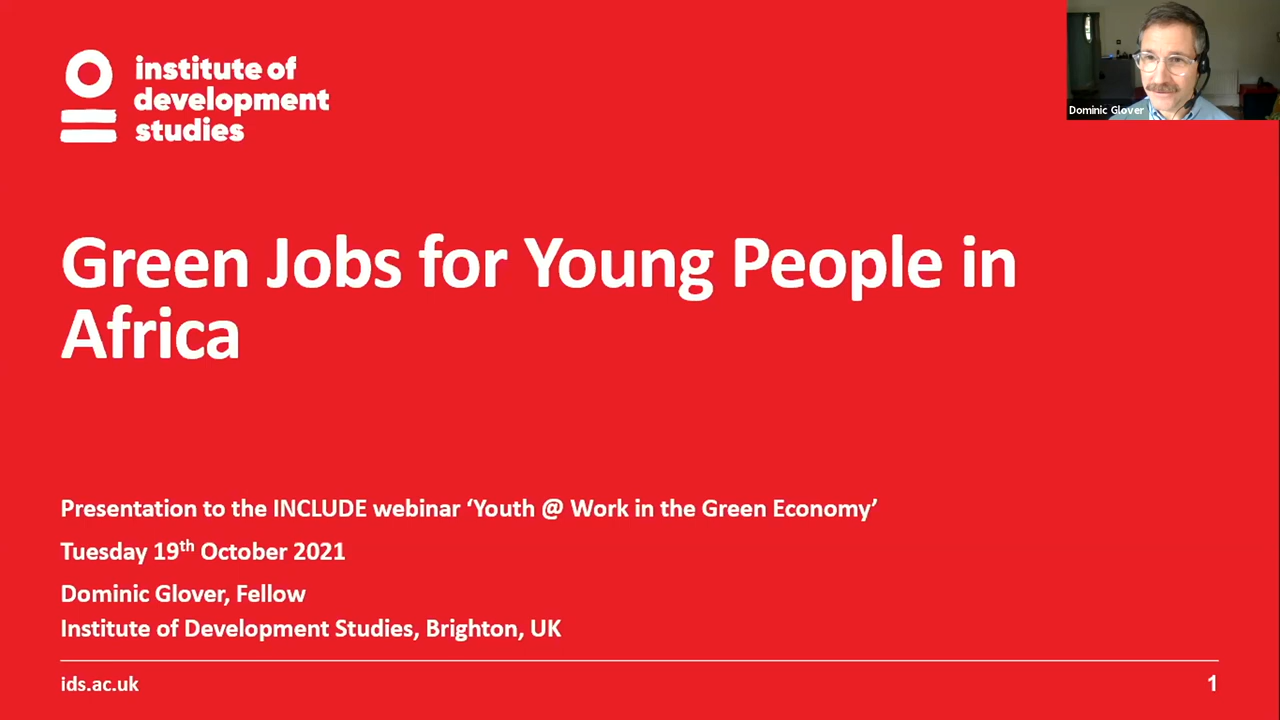 institute of
development
studies
Dominic Glover
Green Jobs for Young People in
Africa
Presentation to the INCLUDE webinar ‘Youth @ Work in the Green Economy’
Tuesday 19th October 2021
Dominic Glover, Fellow
Institute of Development Studies, Brighton, UK
ids.ac.uk
1